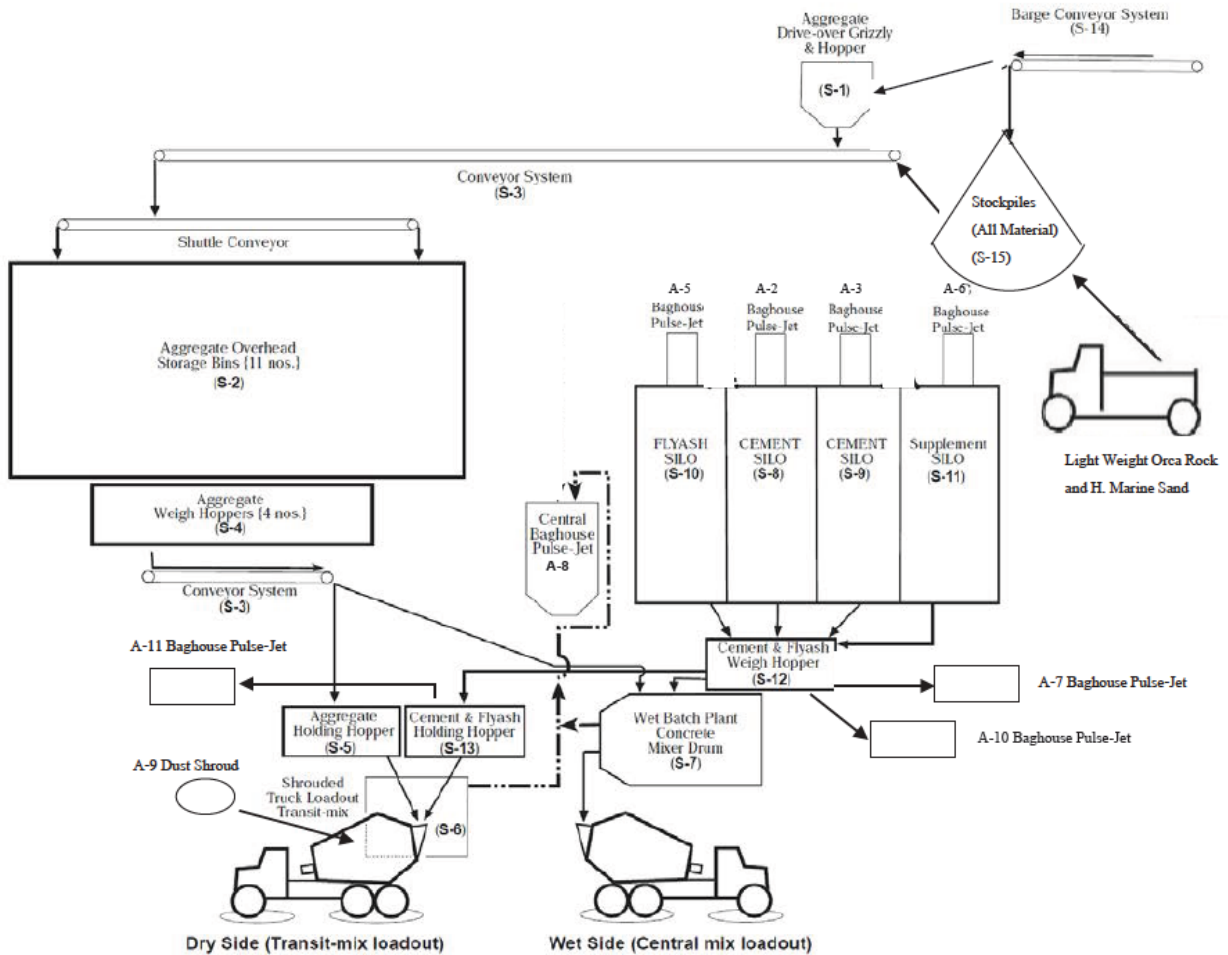 Aggregate
Drive-over Grizzly
& Hopper
(S-1)
Barge Conveyor System
(S-14)
Conveyor System
(S-3)
Stockpiles
(All Material)
(S-15)
Shuttle Conveyor
Aggregate Overhead
Storage Bins {11 nos.}
(S-2)
A-5
Baghouse
Pulse-Jet
A-2
Baghouse
Pulse-Jet
A-3
Baghouse
Pulse-Jet
A-6
Baghouse
Pulse-Jet
FLYASH
SILO
(S-10)
CEMENT
SILO
(S-8)
CEMENT
SILO
(S-9)
Supplement
SILO
(S-11)
Light Weight Orca Rock
and H. Marine Sand
Aggregate
Weigh Hoppers {4 nos.}
(S-4)
Central
Baghouse
Pulse-Jet
A-8
Conveyor System
(S-3)
A-11 Baghouse Pulse-Jet
Cement & Flyash
Weigh Hopper
(S-12)
A-7 Baghouse Pulse-Jet
A-10 Baghouse Pulse-Jet
Aggregate
Holding Hopper
(S-5)
Cement & Flyash
Holding Hopper
(S-13)
Wet Batch Plant
Concrete
Mixer Drum
(S-7)
A-9 Dust Shroud
Shrouded
Truck Loadout
Transit-mix
(S-6)
Dry Side (Transit-mix loadout)
Wet Side (Central mix loadout)